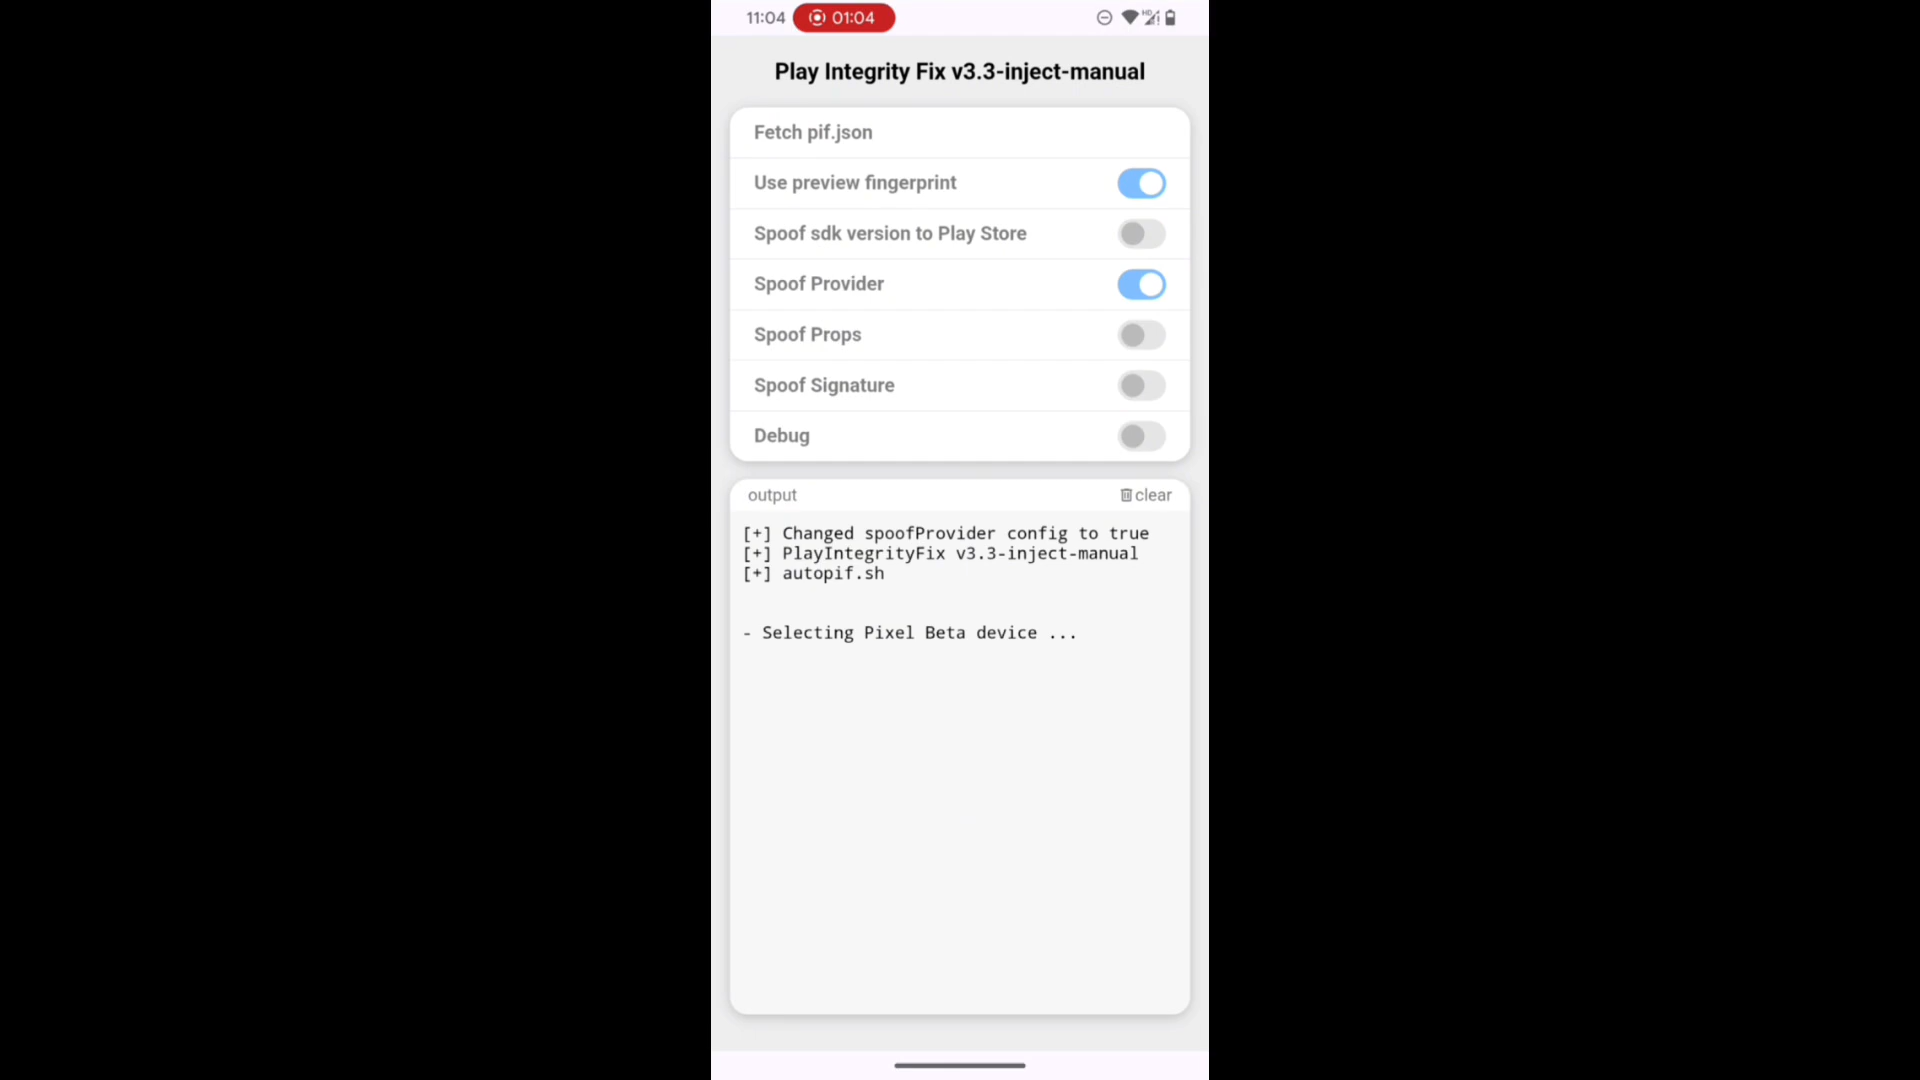 11:04 01:04
Play Integrity Fix v3.3-inject-manual
Fetch pif.json
Use preview fingerprint
Spoof sdk version to Play Store
Spoof Provider
Spoof Props
Spoof Signature
Debug
output clear
[+] Changed spoofProvider config to true
[+] PlayIntegrityFix v3.3-inject-manual
[+] autopif.sh
- Selecting Pixel Beta device ...